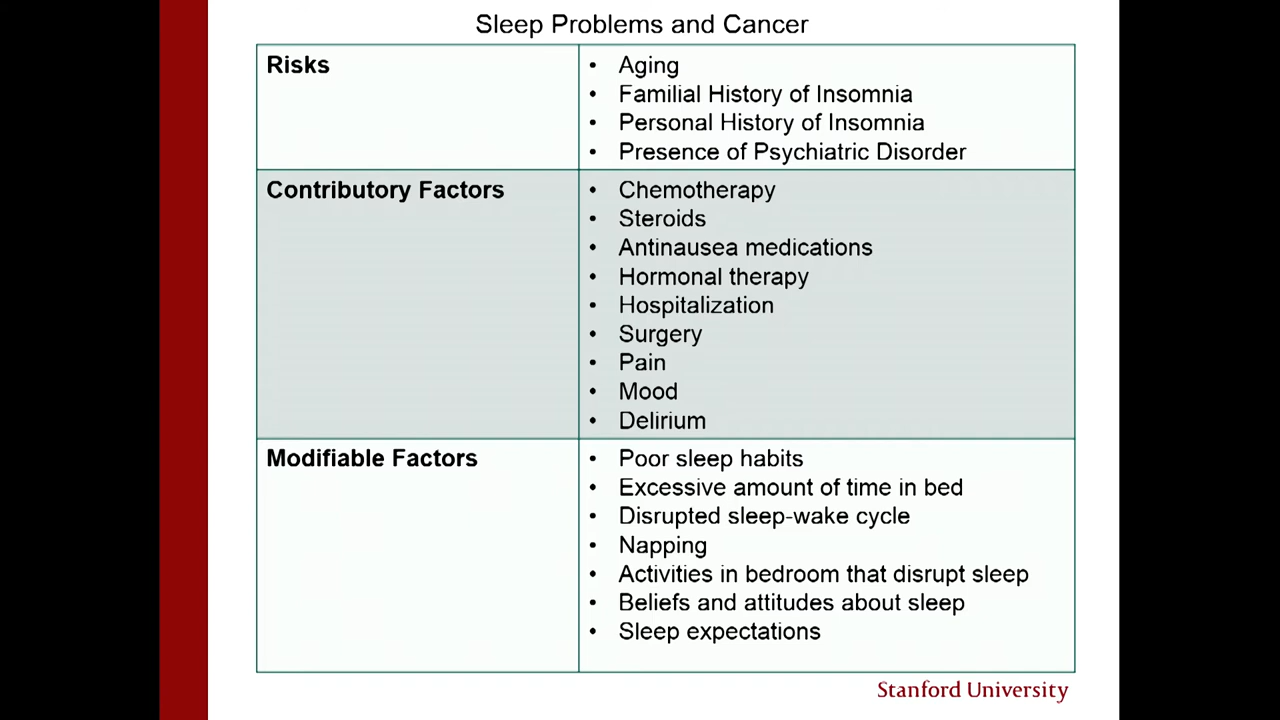 Sleep Problems and Cancer
Risks
• Aging
• Familial History of Insomnia
• Personal History of Insomnia
• Presence of Psychiatric Disorder
Contributory Factors
• Chemotherapy
• Steroids
• Antinausea medications
• Hormonal therapy
• Hospitalization
• Surgery
• Pain
• Mood
• Delirium
Modifiable Factors
• Poor sleep habits
• Excessive amount of time in bed
• Disrupted sleep-wake cycle
• Napping
• Activities in bedroom that disrupt sleep
• Beliefs and attitudes about sleep
• Sleep expectations
Stanford University